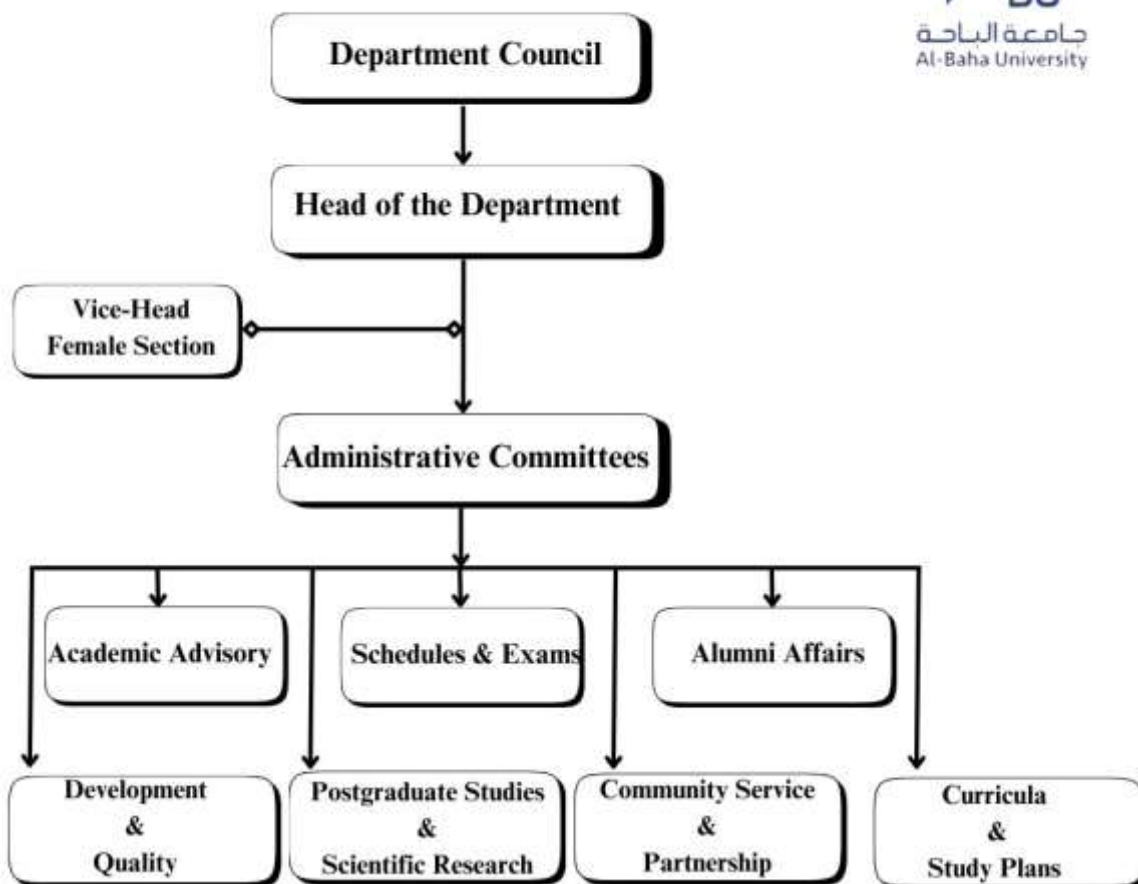 جامعة الباحة
Al-Baha University
Department Council
Head of the Department
Vice-Head
Female Section
Administrative Committees
Academic Advisory
Schedules & Exams
Alumni Affairs
Development
&
Quality
Postgraduate Studies
&
Scientific Research
Community Service
&
Partnership
Curricula
&
Study Plans